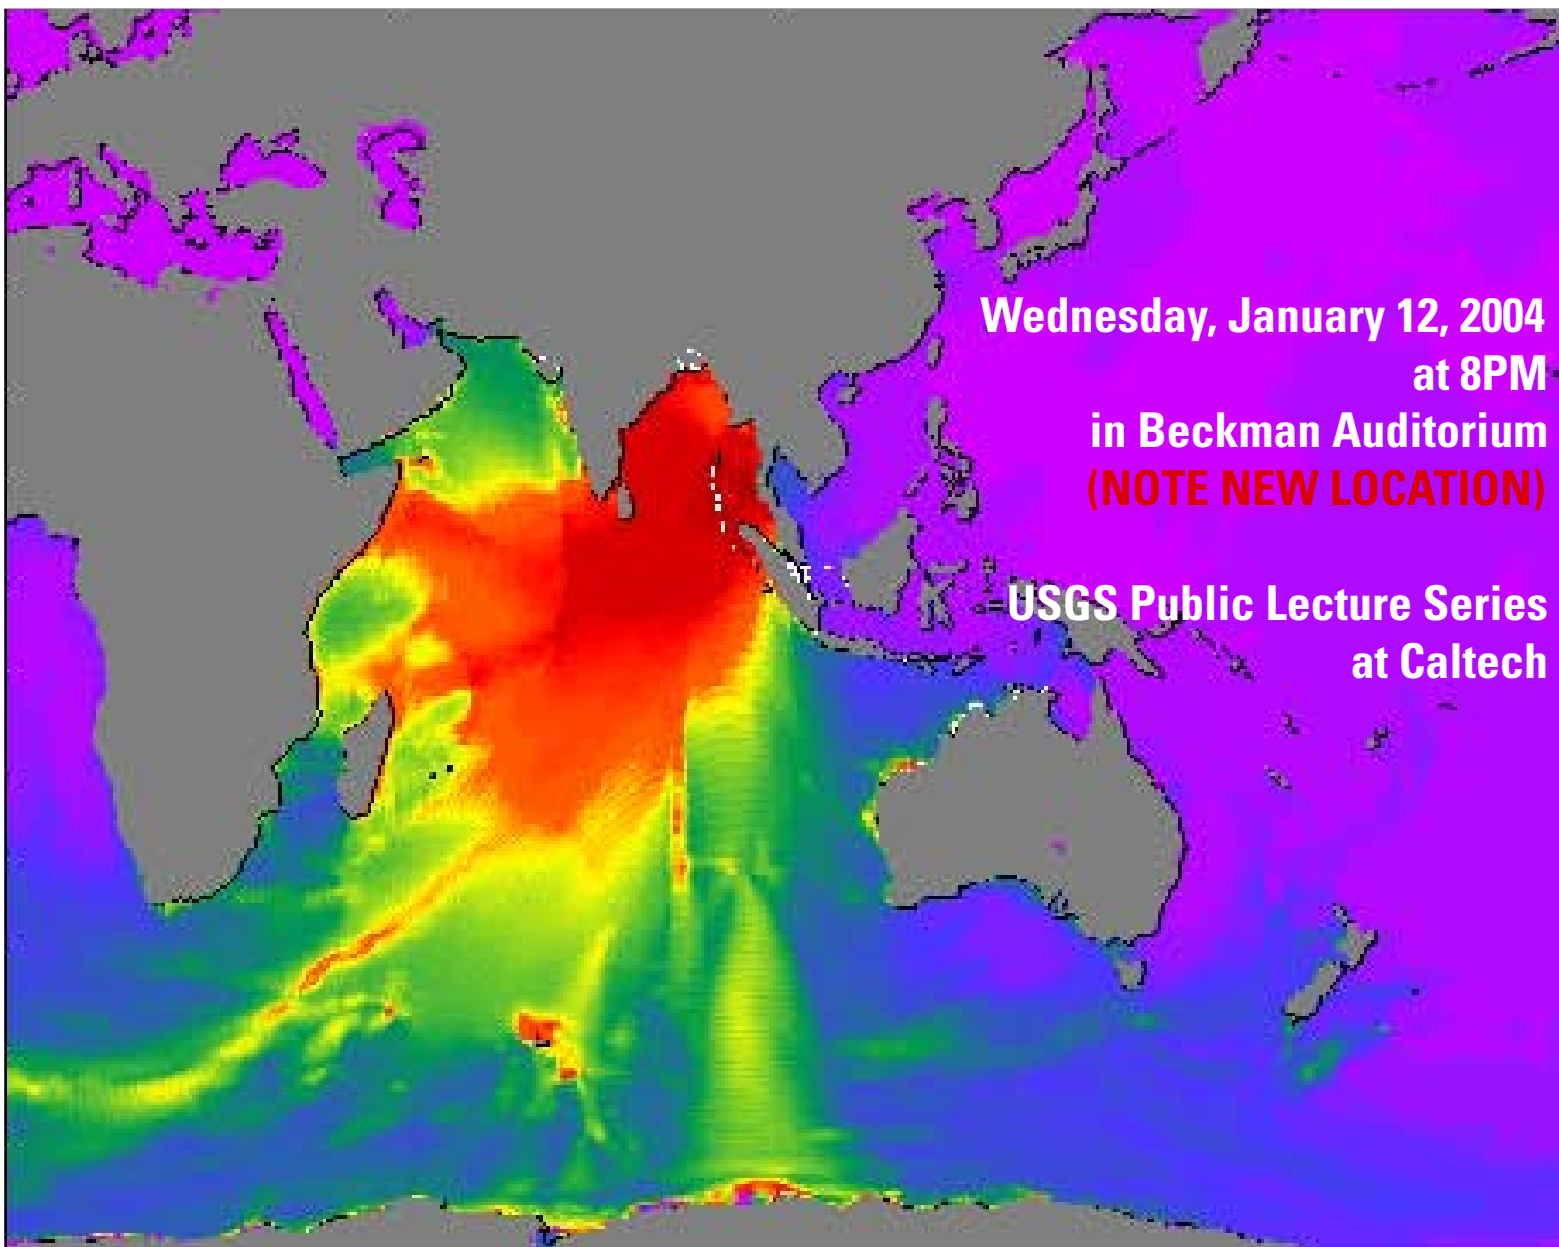 Wednesday, January 12, 2004
at 8PM
in Beckman Auditorium
(NOTE NEW LOCATION)
USGS Public Lecture Series
at Caltech